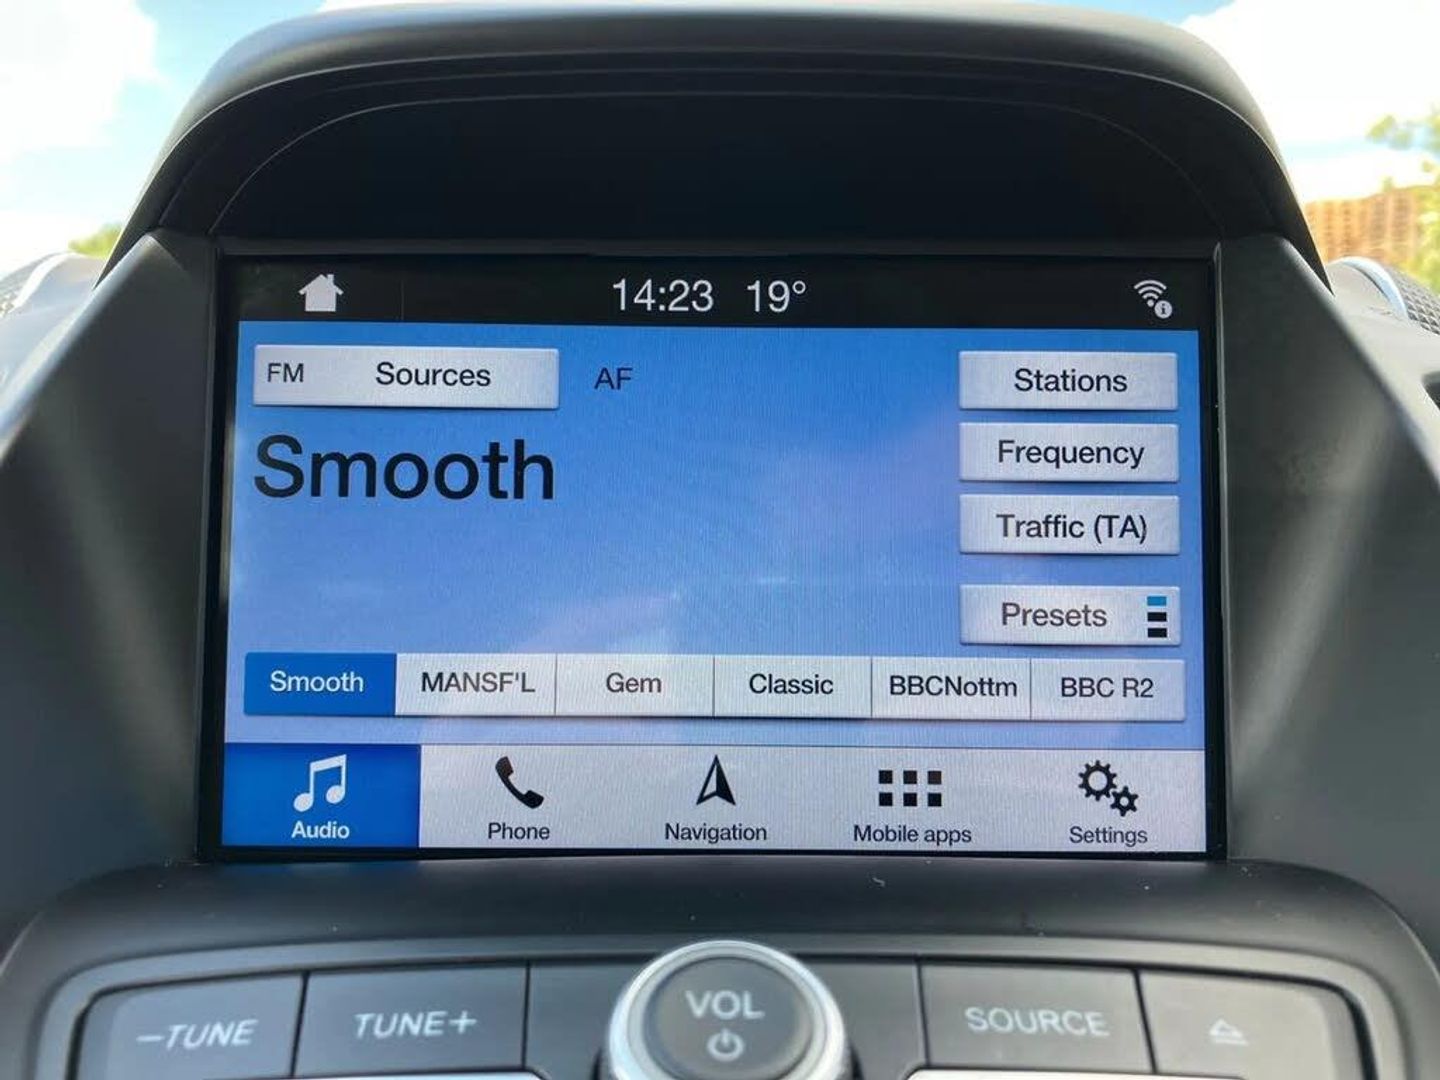 14:23 19°
FM Sources AF
Stations
Smooth
Frequency
Traffic (TA)
Presets
Smooth MANSF'L Gem Classic BBCNottm BBC R2
Audio Phone Navigation Mobile apps Settings
VOL
–TUNE TUNE+ SOURCE